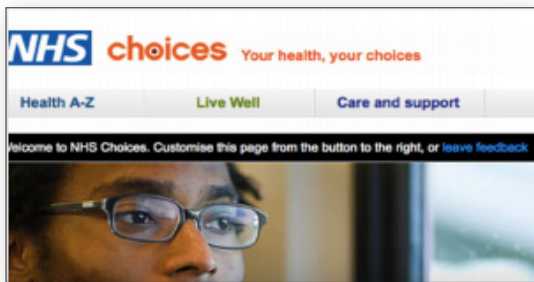 NHS choices Your health, your choices
Health A-Z Live Well Care and support
Welcome to NHS Choices. Customise this page from the button to the right, or leave feedback